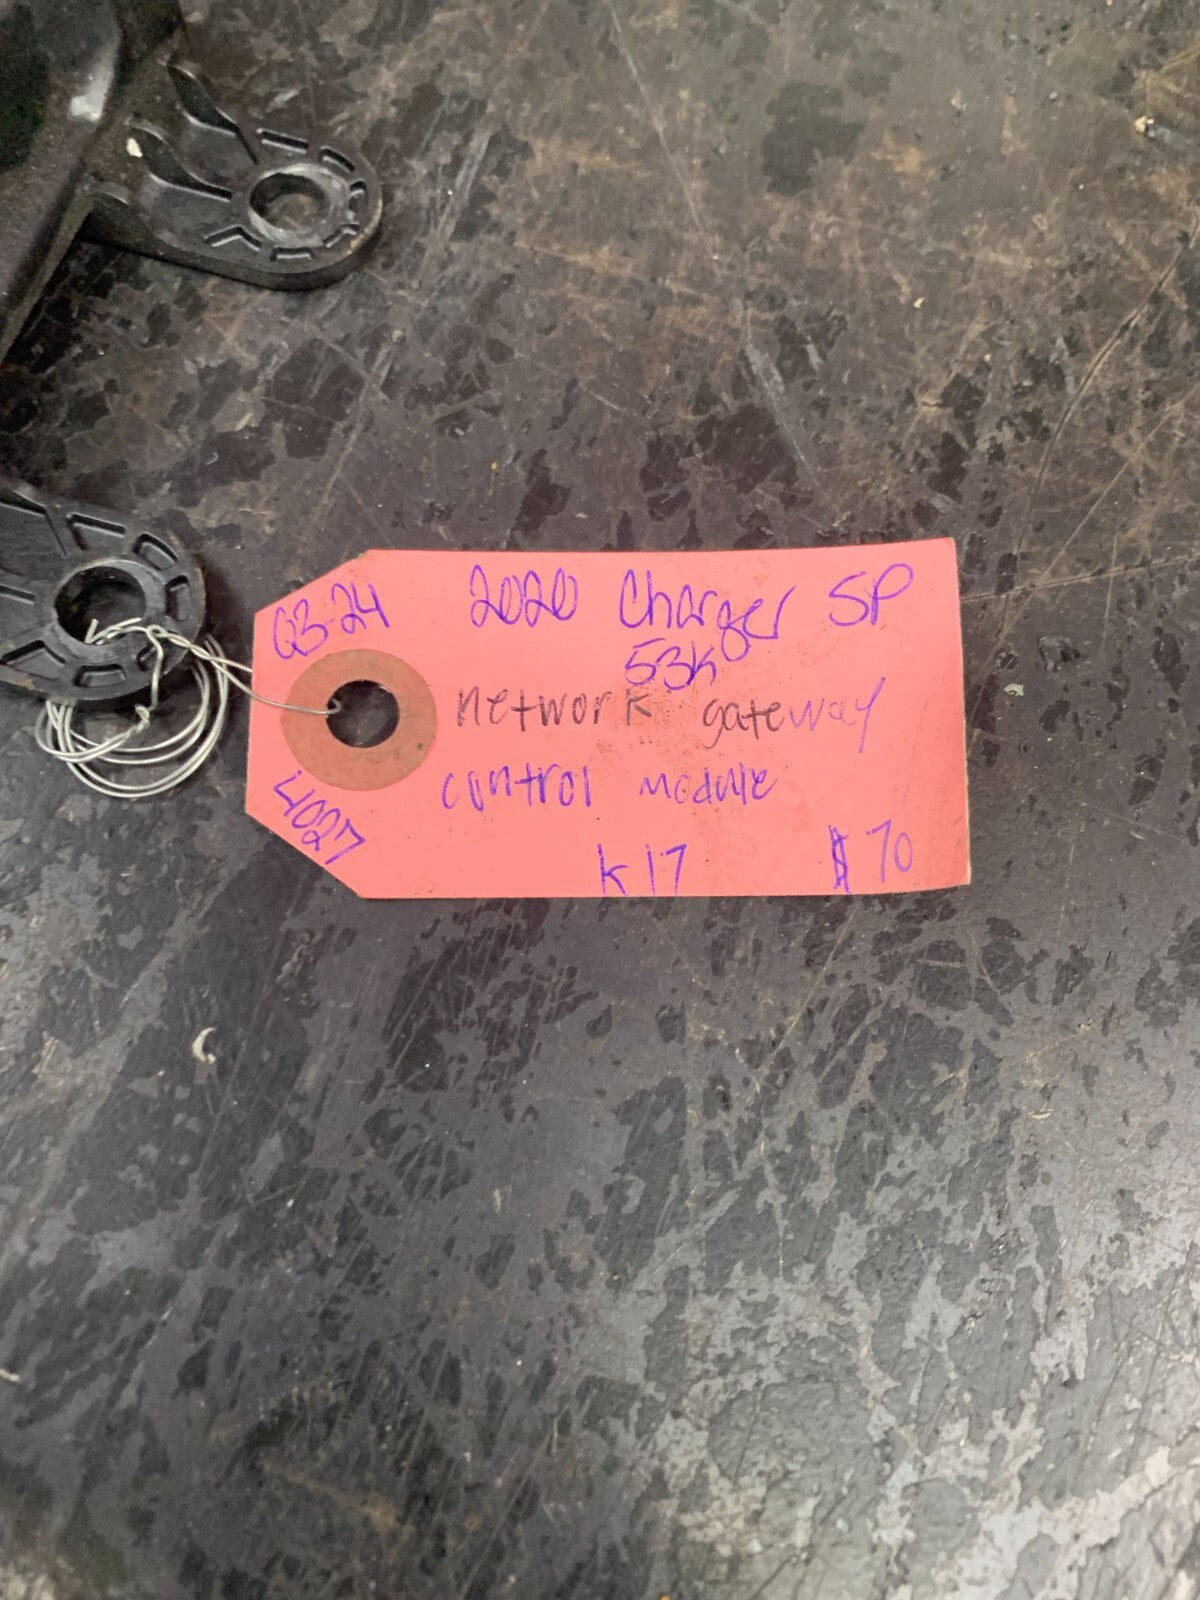 Q3-24
2020 Charger SP
53K
network gateway
control module
4027
K17 $70